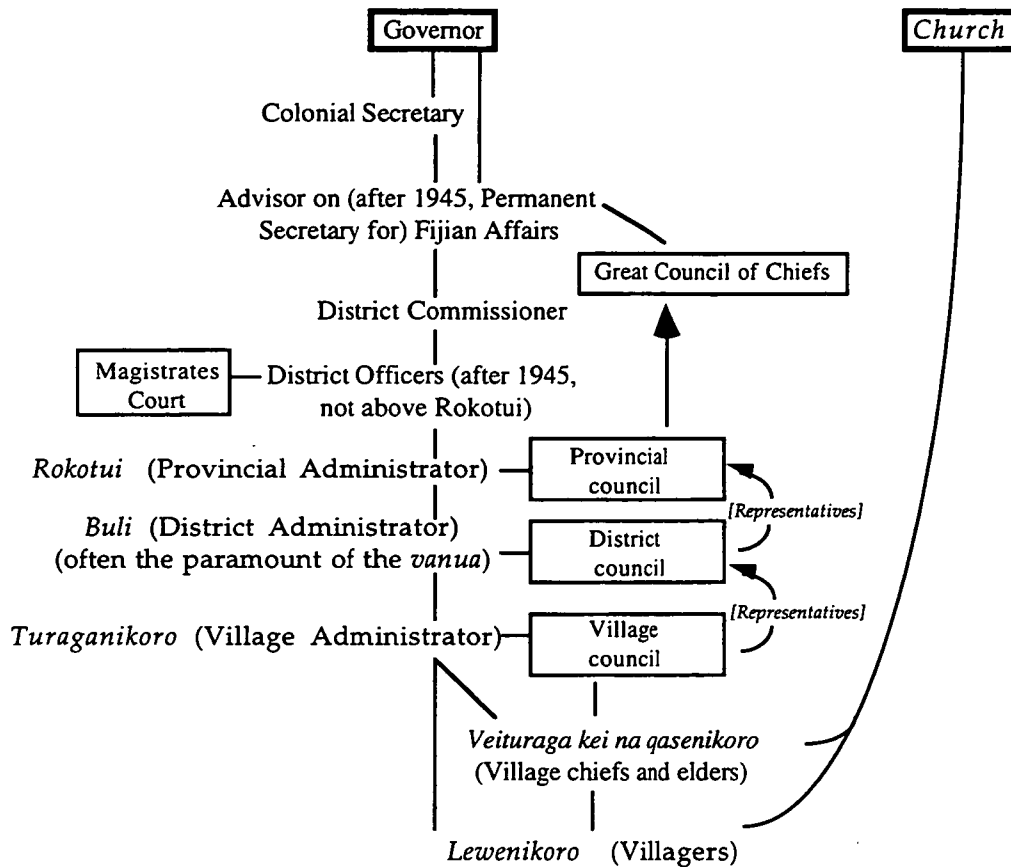 Governor
Church
Colonial Secretary
Advisor on (after 1945, Permanent
Secretary for) Fijian Affairs
Great Council of Chiefs
District Commissioner
Magistrates
Court
District Officers (after 1945,
not above Rokotui)
Rokotui (Provincial Administrator)
Provincial
council
[Representatives]
Buli (District Administrator)
(often the paramount of the vanua)
District
council
[Representatives]
Turaganikoro (Village Administrator)
Village
council
Veituraga kei na qasenikoro
(Village chiefs and elders)
Lewenikoro (Villagers)